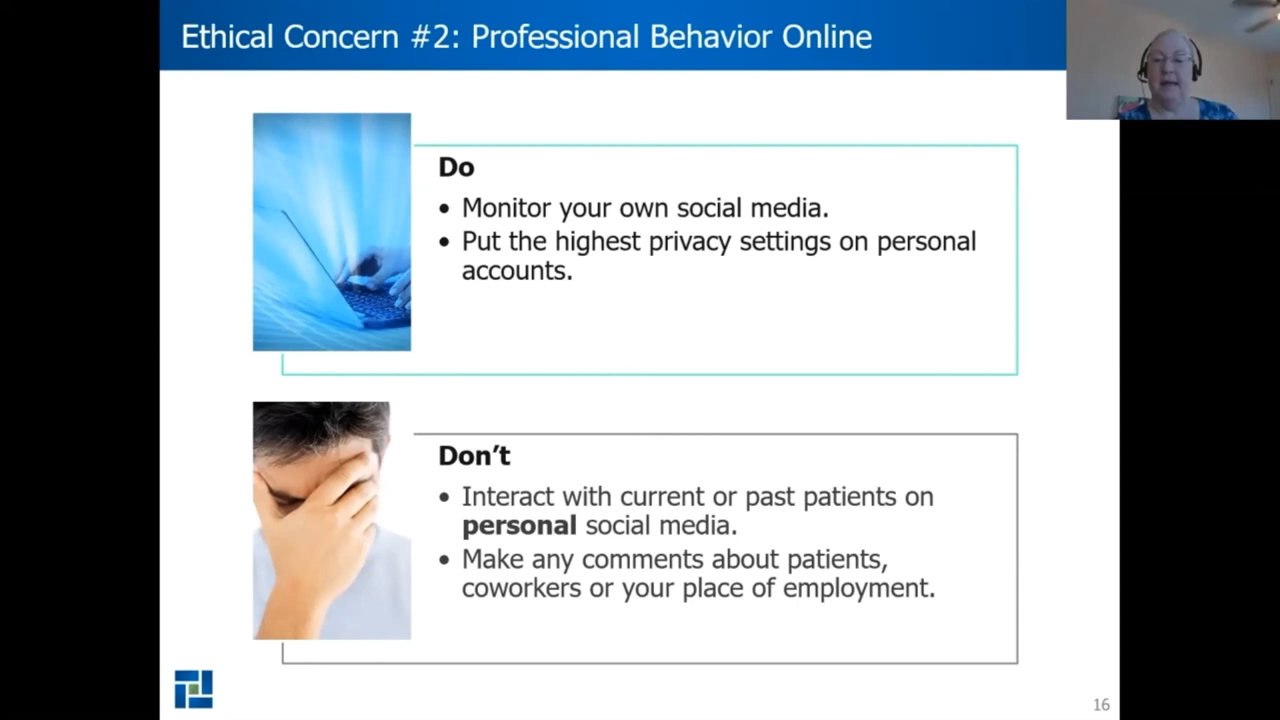 Ethical Concern #2: Professional Behavior Online
Do
• Monitor your own social media.
• Put the highest privacy settings on personal
accounts.
Don’t
• Interact with current or past patients on
personal social media.
• Make any comments about patients,
coworkers or your place of employment.
16